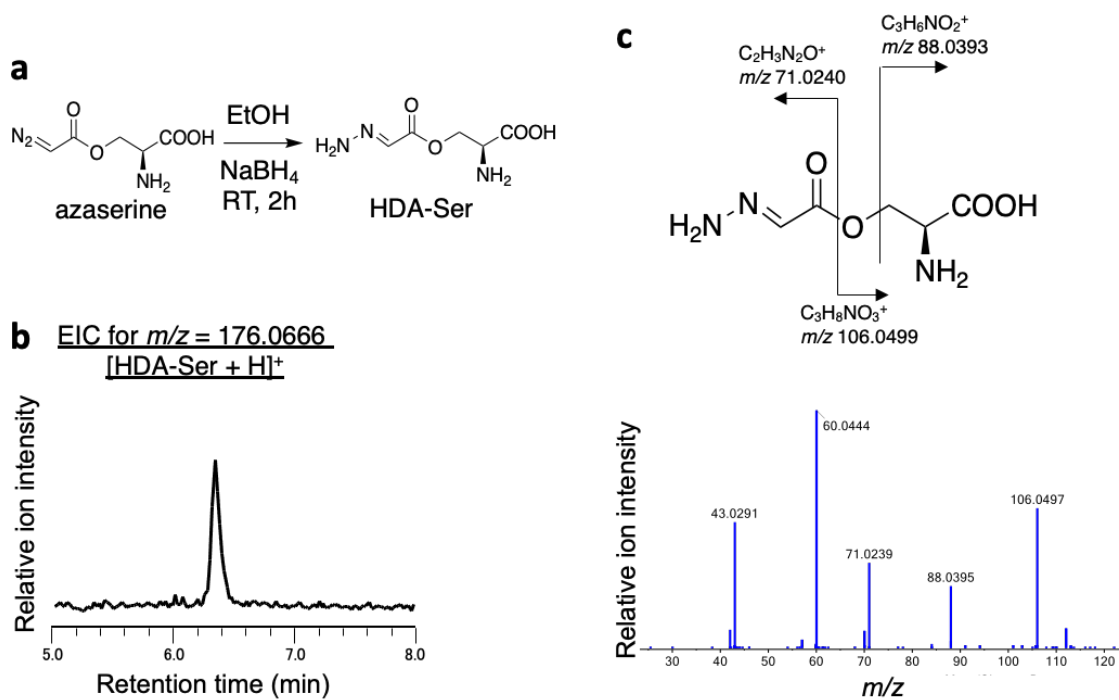 a
N₂
O
O
COOH
NH₂
azaserine
EtOH
NaBH₄
RT, 2h
H₂N
N
O
O
COOH
NH₂
HDA-Ser
b
EIC for m/z = 176.0666
[HDA-Ser + H]⁺
Relative ion intensity
5.0 6.0 7.0 8.0
Retention time (min)
c
C₂H₃N₂O⁺
m/z 71.0240
C₃H₆NO₂⁺
m/z 88.0393
O
H₂N
N
O
COOH
NH₂
C₃H₈NO₃⁺
m/z 106.0499
Relative ion intensity
43.0291
60.0444
71.0239
88.0395
106.0497
30 40 50 60 70 80 90 100 110 120
m/z